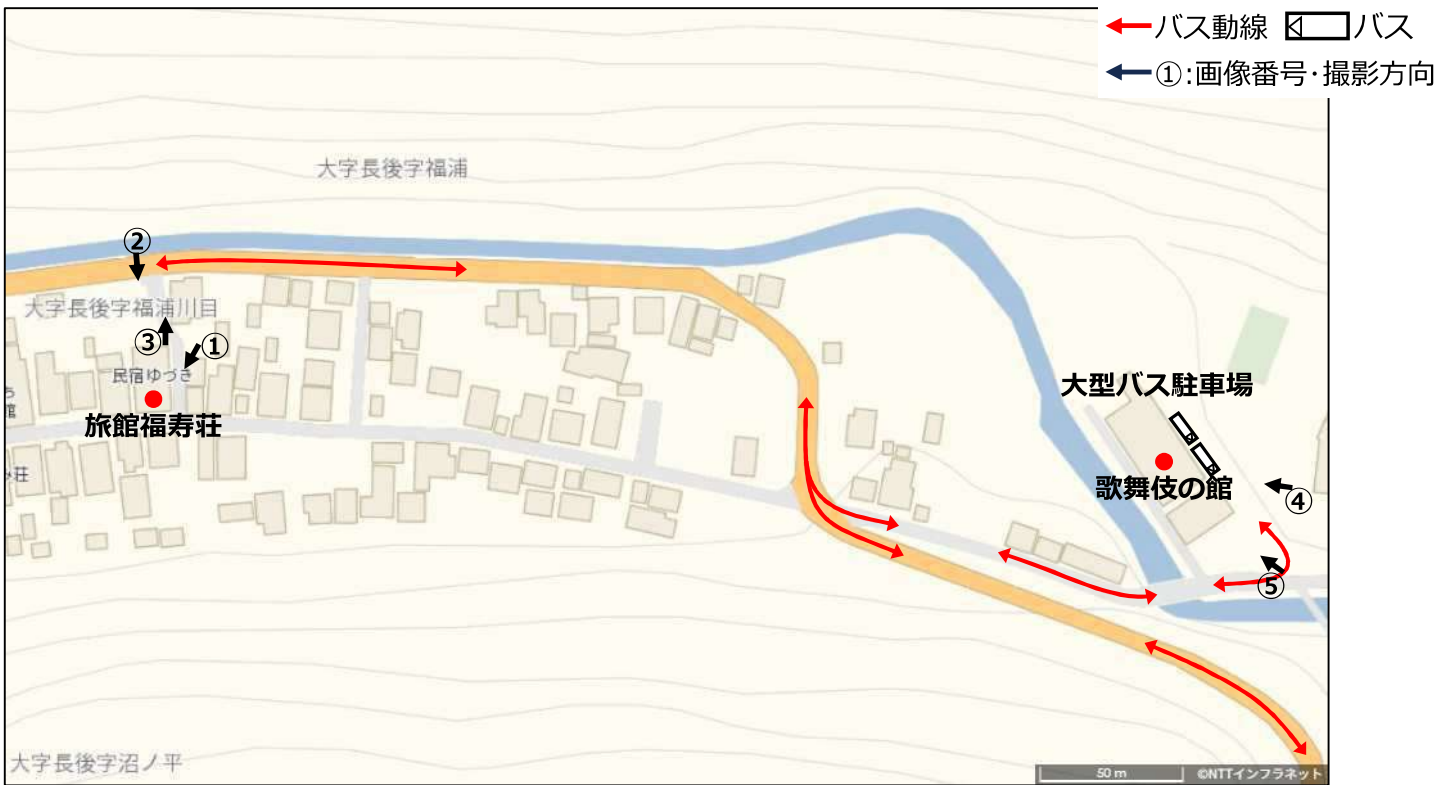 バス動線 バス
①:画像番号・撮影方向
大字長後字福浦
②
大字長後字福浦川目
③
①
民宿ゆづき
旅館福寿荘
大型バス駐車場
歌舞伎の館
④
⑤
館
荘
大字長後字沼ノ平
50 m
©NTTインフラネット